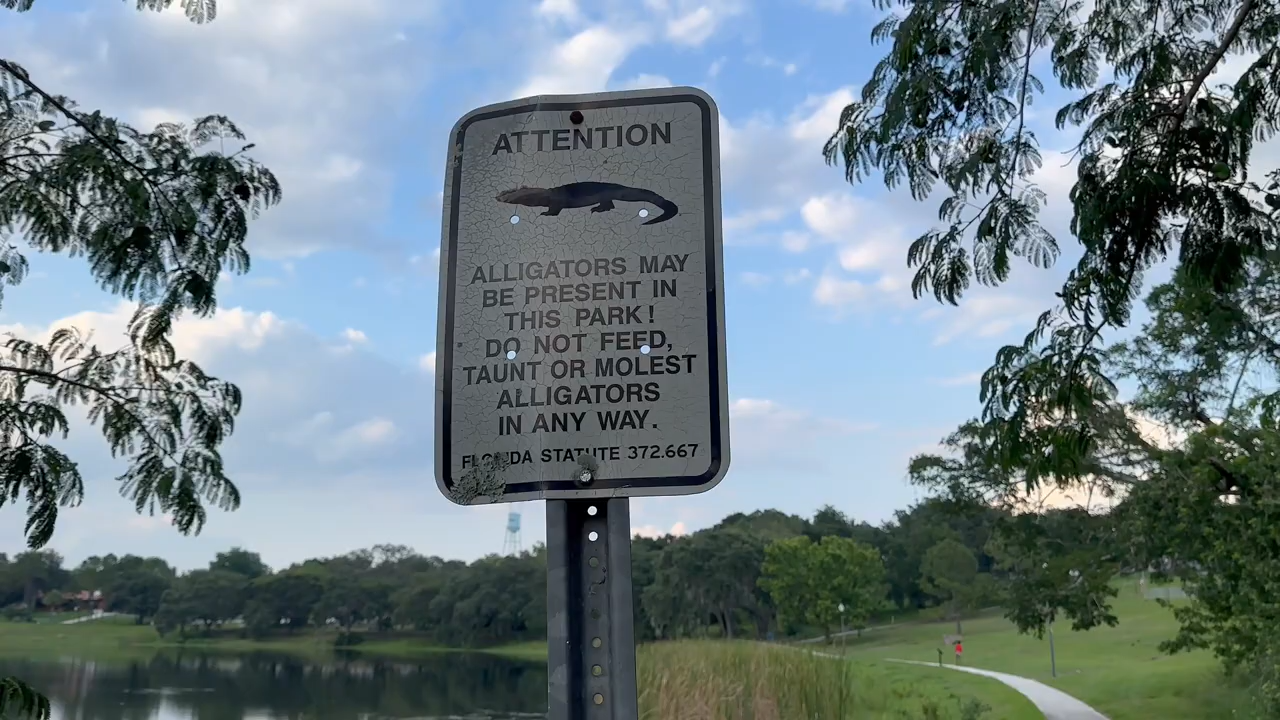 ATTENTION
ALLIGATORS MAY
BE PRESENT IN
THIS PARK!
DO NOT FEED,
TAUNT OR MOLEST
ALLIGATORS
IN ANY WAY.
FLORIDA STATUTE 372.667